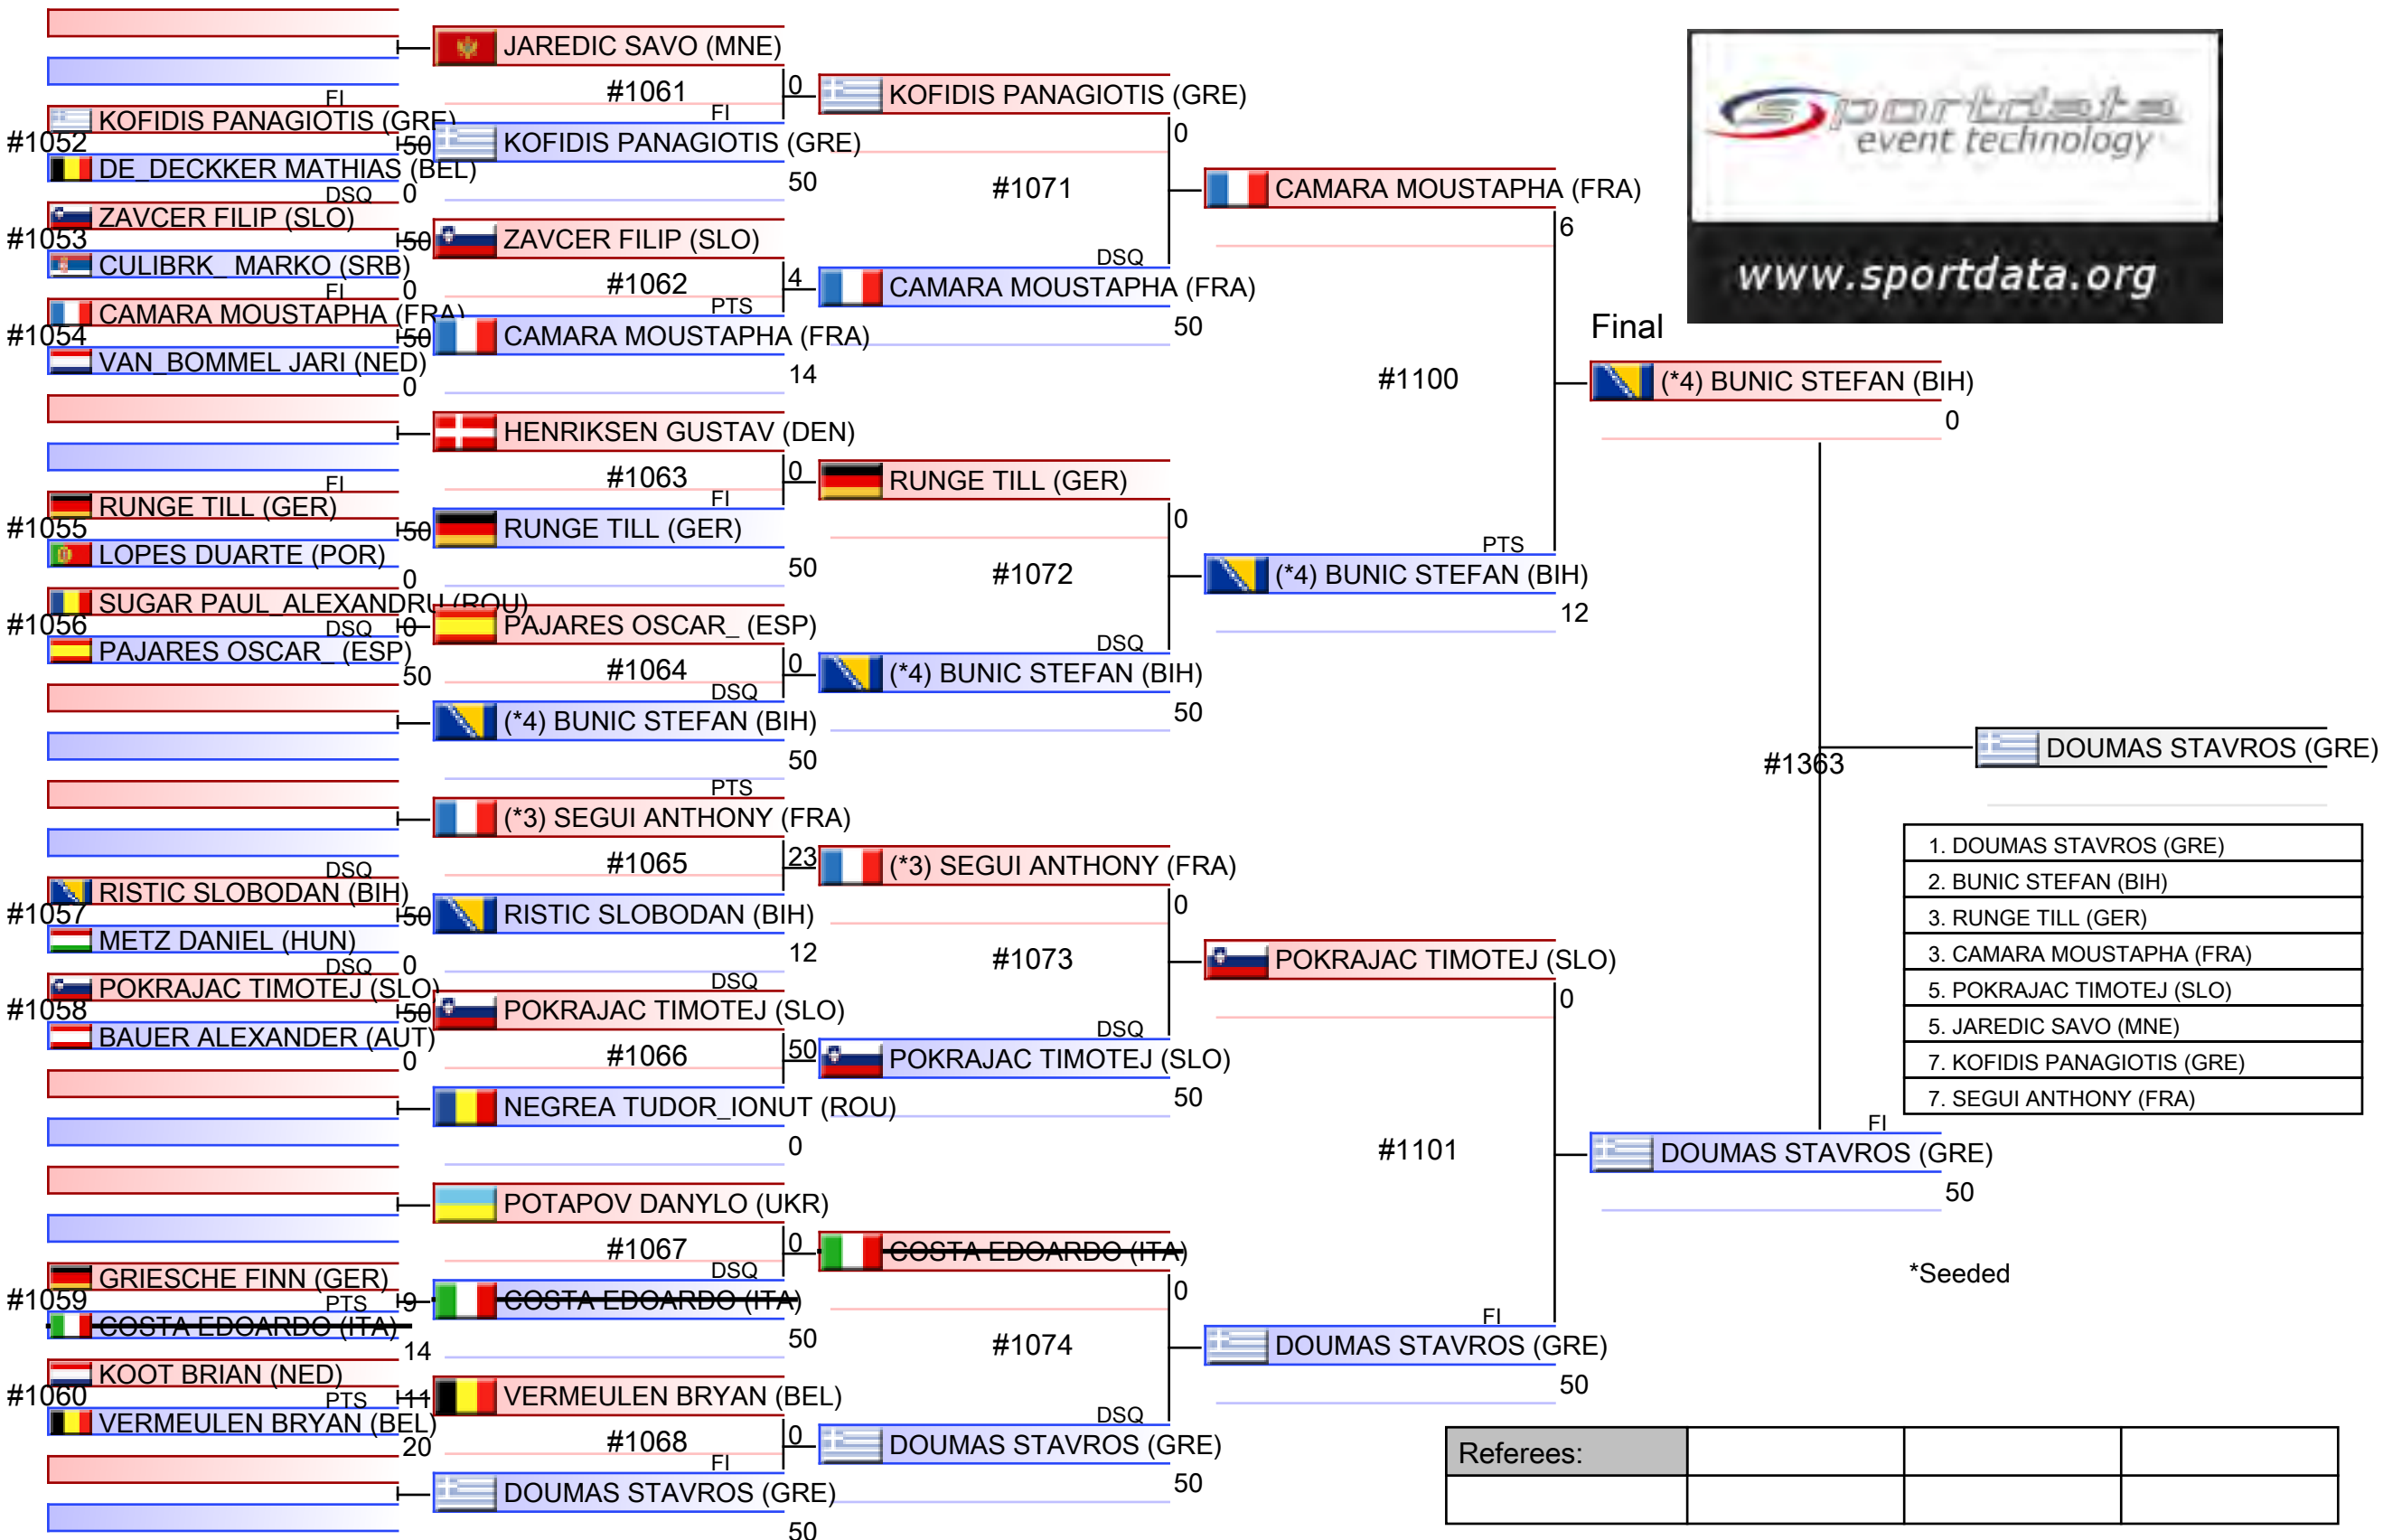 JAREDIC SAVO (MNE)
#1061
0
FI
KOFIDIS PANAGIOTIS (GRE)
FI
KOFIDIS PANAGIOTIS (GRE)
#1052
50
KOFIDIS PANAGIOTIS (GRE)
50
DE_DECKKER MATHIAS (BEL)
0
DSQ
ZAVCER FILIP (SLO)
#1053
50
ZAVCER FILIP (SLO)
CULIBRK_ MARKO (SRB)
0
#1062
4
PTS
CAMARA MOUSTAPHA (FRA)
FI
CAMARA MOUSTAPHA (FRA)
#1054
50
CAMARA MOUSTAPHA (FRA)
14
VAN_BOMMEL JARI (NED)
0
#1071
0
DSQ
50
CAMARA MOUSTAPHA (FRA)
6
HENRIKSEN GUSTAV (DEN)
#1063
0
FI
RUNGE TILL (GER)
FI
RUNGE TILL (GER)
#1055
50
RUNGE TILL (GER)
50
LOPES DUARTE (POR)
0
SUGAR PAUL_ALEXANDRU (ROU)
#1056
DSQ
0
PAJARES OSCAR_ (ESP)
PAJARES OSCAR_ (ESP)
50
#1064
0
DSQ
(*4) BUNIC STEFAN (BIH)
(*4) BUNIC STEFAN (BIH)
50
#1072
0
DSQ
50
PTS
(*4) BUNIC STEFAN (BIH)
12
#1100
Final
(*4) BUNIC STEFAN (BIH)
0
PTS
(*3) SEGUI ANTHONY (FRA)
#1065
23
(*3) SEGUI ANTHONY (FRA)
DSQ
RISTIC SLOBODAN (BIH)
#1057
50
RISTIC SLOBODAN (BIH)
12
METZ DANIEL (HUN)
0
DSQ
POKRAJAC TIMOTEJ (SLO)
#1058
50
DSQ
POKRAJAC TIMOTEJ (SLO)
BAUER ALEXANDER (AUT)
0
#1066
50
POKRAJAC TIMOTEJ (SLO)
NEGREA TUDOR_IONUT (ROU)
0
#1073
0
DSQ
50
POKRAJAC TIMOTEJ (SLO)
0
POTAPOV DANYLO (UKR)
#1067
0
DSQ
COSTA EDOARDO (ITA)
GRIESCHE FINN (GER)
#1059
PTS
9
COSTA EDOARDO (ITA)
50
COSTA EDOARDO (ITA)
14
KOOT BRIAN (NED)
#1060
PTS
11
VERMEULEN BRYAN (BEL)
VERMEULEN BRYAN (BEL)
20
#1068
0
FI
DOUMAS STAVROS (GRE)
DOUMAS STAVROS (GRE)
50
#1074
0
DSQ
50
FI
DOUMAS STAVROS (GRE)
50
#1101
FI
DOUMAS STAVROS (GRE)
50
#1363
DOUMAS STAVROS (GRE)
sportdata
event technology
www.sportdata.org
1. DOUMAS STAVROS (GRE)
2. BUNIC STEFAN (BIH)
3. RUNGE TILL (GER)
3. CAMARA MOUSTAPHA (FRA)
5. POKRAJAC TIMOTEJ (SLO)
5. JAREDIC SAVO (MNE)
7. KOFIDIS PANAGIOTIS (GRE)
7. SEGUI ANTHONY (FRA)
*Seeded
Referees: